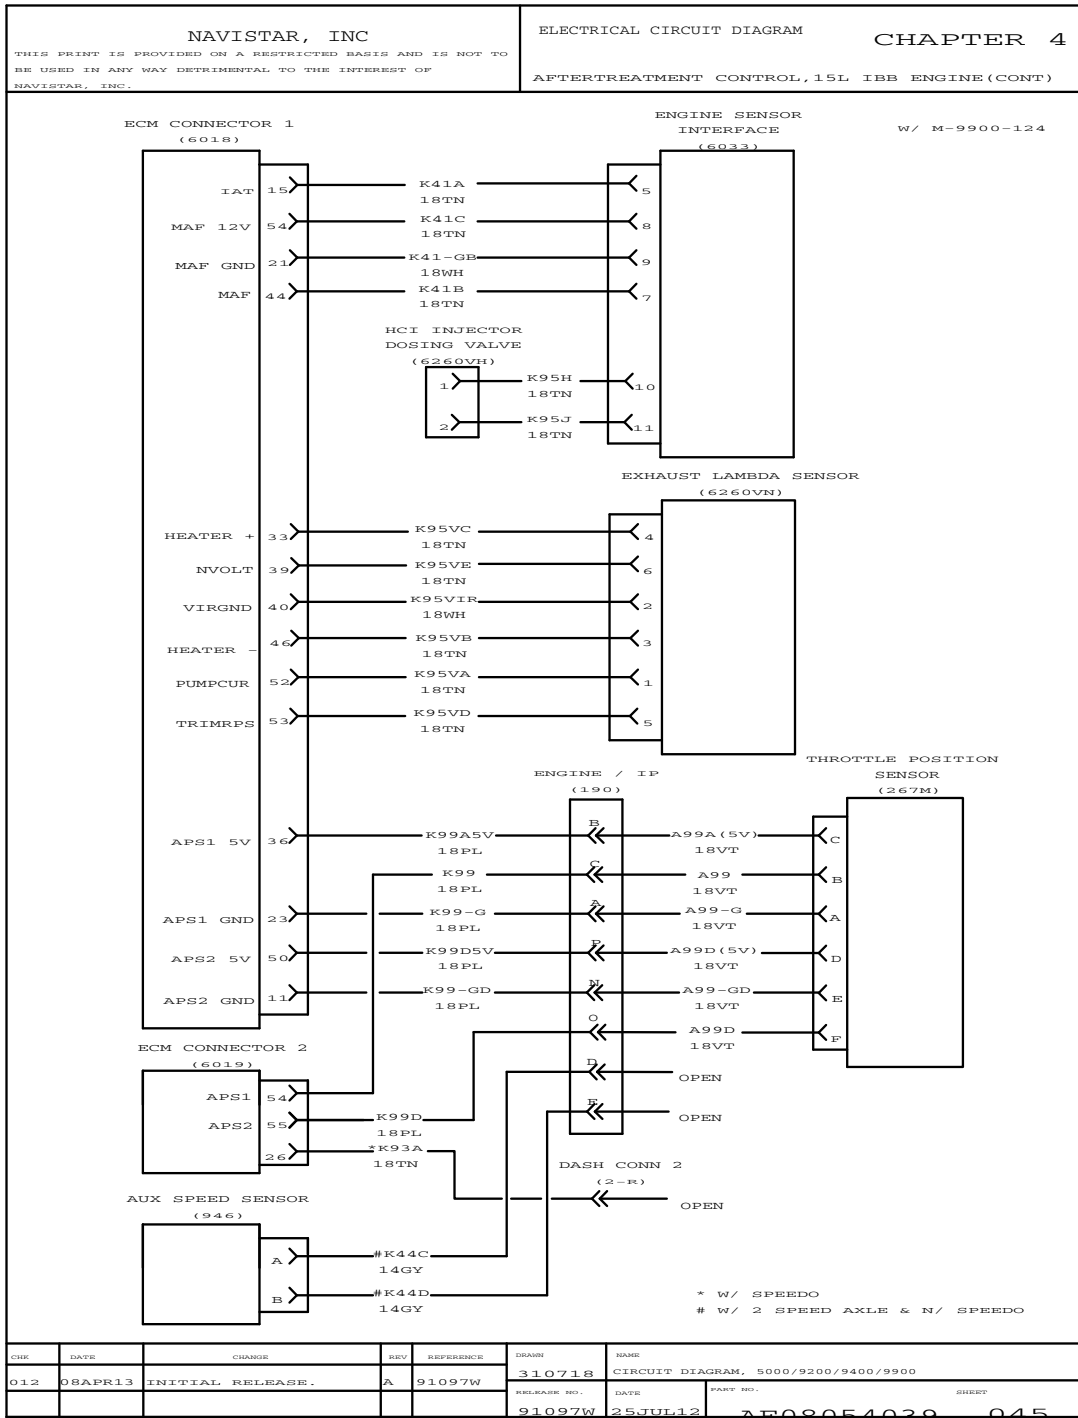 NAVISTAR, INC
THIS PRINT IS PROVIDED ON A RESTRICTED BASIS AND IS NOT TO
BE USED IN ANY WAY DETRIMENTAL TO THE INTEREST OF
NAVISTAR, INC.
ELECTRICAL CIRCUIT DIAGRAM
CHAPTER 4
AFTERTREATMENT CONTROL,15L IBB ENGINE(CONT)
W/ M-9900-124
ECM CONNECTOR 1
(6018)
ENGINE SENSOR
INTERFACE
(6033)
IAT 15 K41A 5
18TN
MAF 12V 54 K41C 8
18TN
MAF GND 21 K41-GB 9
18WH
MAF 44 K41B 7
18TN
HCI INJECTOR
DOSING VALVE
(6260VH)
1 K95H 10
18TN
2 K95J 11
18TN
EXHAUST LAMBDA SENSOR
(6260VN)
HEATER + 33 K95VC 4
18TN
NVOLT 39 K95VE 6
18TN
VIRGND 40 K95VIR 2
18WH
HEATER - 46 K95VB 3
18TN
PUMPCUR 52 K95VA 1
18TN
TRIMRPS 53 K95VD 5
18TN
ENGINE / IP
(190)
THROTTLE POSITION
SENSOR
(267M)
APS1 5V 36 K99A5V B A99A(5V) C
18PL 18VT
K99 C A99 B
18PL 18VT
APS1 GND 23 K99-G A A99-G A
18PL 18VT
APS2 5V 50 K99D5V P A99D(5V) D
18PL 18VT
APS2 GND 11 K99-GD N A99-GD E
18PL 18VT
O A99D F
18VT
ECM CONNECTOR 2
(6019)
APS1 54
D OPEN
APS2 55 K99D
18PL
E OPEN
26 *K93A
18TN
DASH CONN 2
(2-R)
OPEN
AUX SPEED SENSOR
(946)
A #K44C
14GY
B #K44D
14GY
* W/ SPEEDO
# W/ 2 SPEED AXLE & N/ SPEEDO
CHK DATE CHANGE REV REFERENCE
012 08APR13 INITIAL RELEASE. A 91097W
DRAWN
310718
NAME
CIRCUIT DIAGRAM, 5000/9200/9400/9900
RELEASE NO.
91097W
DATE
25JUL12
PART NO.
AF08054039
SHEET
045